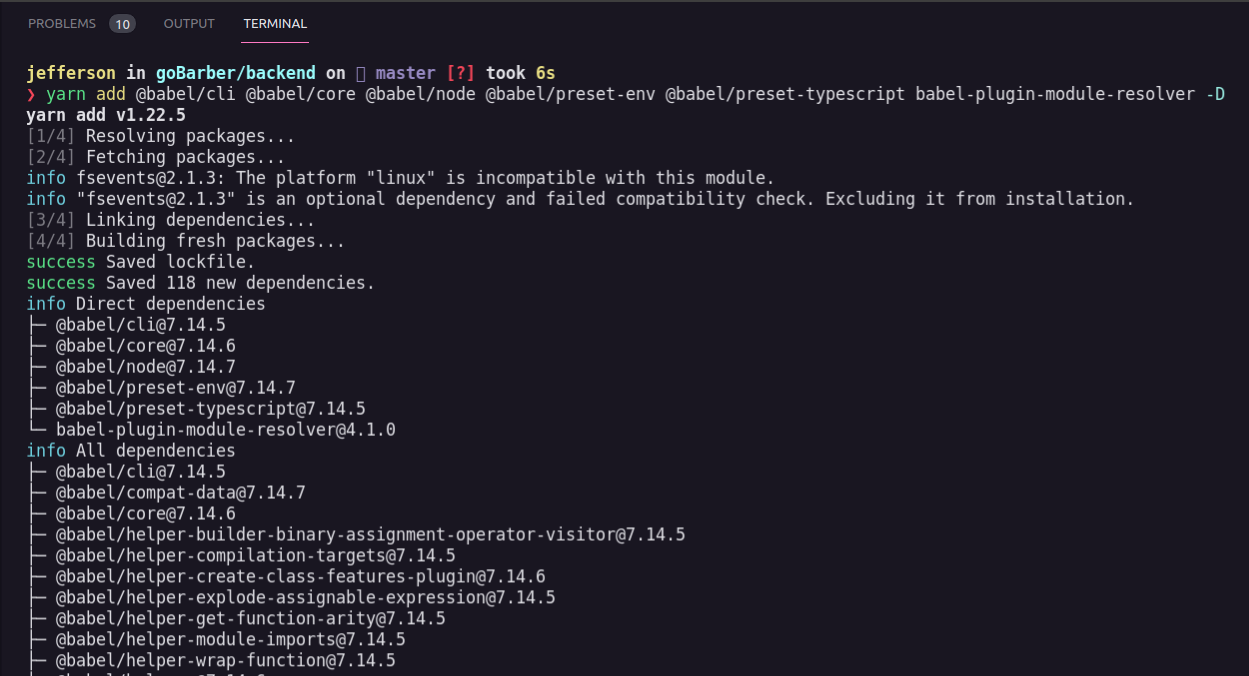 PROBLEMS 10 OUTPUT TERMINAL
jefferson in goBarber/backend on master [?] took 6s
❯ yarn add @babel/cli @babel/core @babel/node @babel/preset-env @babel/preset-typescript babel-plugin-module-resolver -D
yarn add v1.22.5
[1/4] Resolving packages...
[2/4] Fetching packages...
info fsevents@2.1.3: The platform "linux" is incompatible with this module.
info "fsevents@2.1.3" is an optional dependency and failed compatibility check. Excluding it from installation.
[3/4] Linking dependencies...
[4/4] Building fresh packages...
success Saved lockfile.
success Saved 118 new dependencies.
info Direct dependencies
├─ @babel/cli@7.14.5
├─ @babel/core@7.14.6
├─ @babel/node@7.14.7
├─ @babel/preset-env@7.14.7
├─ @babel/preset-typescript@7.14.5
└─ babel-plugin-module-resolver@4.1.0
info All dependencies
├─ @babel/cli@7.14.5
├─ @babel/compat-data@7.14.7
├─ @babel/core@7.14.6
├─ @babel/helper-builder-binary-assignment-operator-visitor@7.14.5
├─ @babel/helper-compilation-targets@7.14.5
├─ @babel/helper-create-class-features-plugin@7.14.6
├─ @babel/helper-explode-assignable-expression@7.14.5
├─ @babel/helper-get-function-arity@7.14.5
├─ @babel/helper-module-imports@7.14.5
├─ @babel/helper-wrap-function@7.14.5